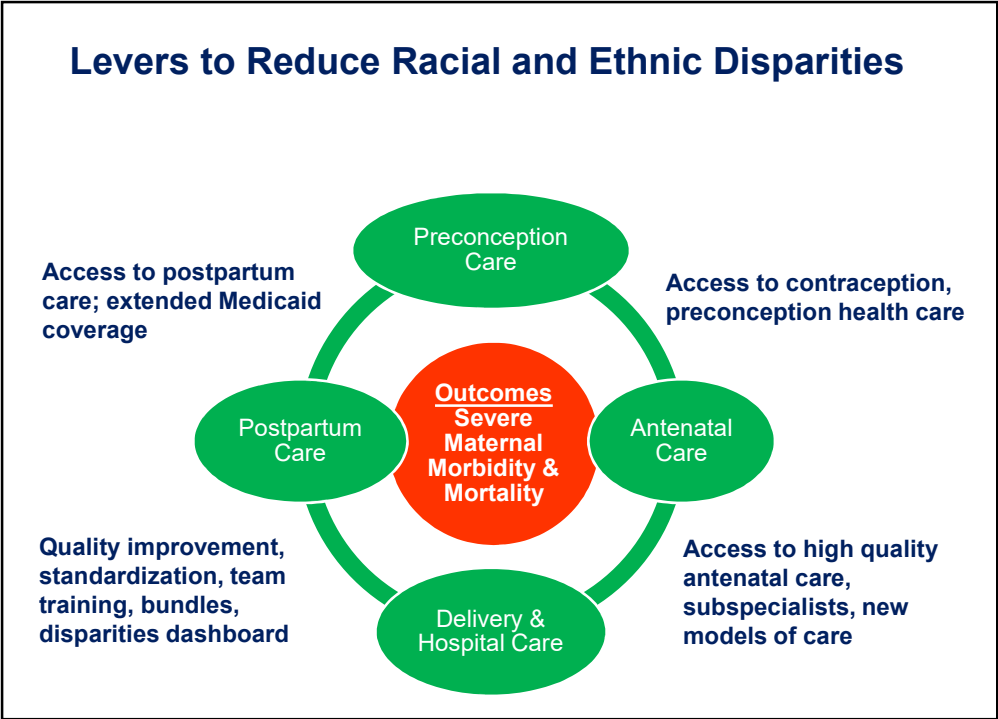 Levers to Reduce Racial and Ethnic Disparities
Preconception
Care
Access to postpartum
care; extended Medicaid
coverage
Access to contraception,
preconception health care
Postpartum
Care
Outcomes
Severe
Maternal
Morbidity &
Mortality
Antenatal
Care
Quality improvement,
standardization, team
training, bundles,
disparities dashboard
Access to high quality
antenatal care,
subspecialists, new
models of care
Delivery &
Hospital Care